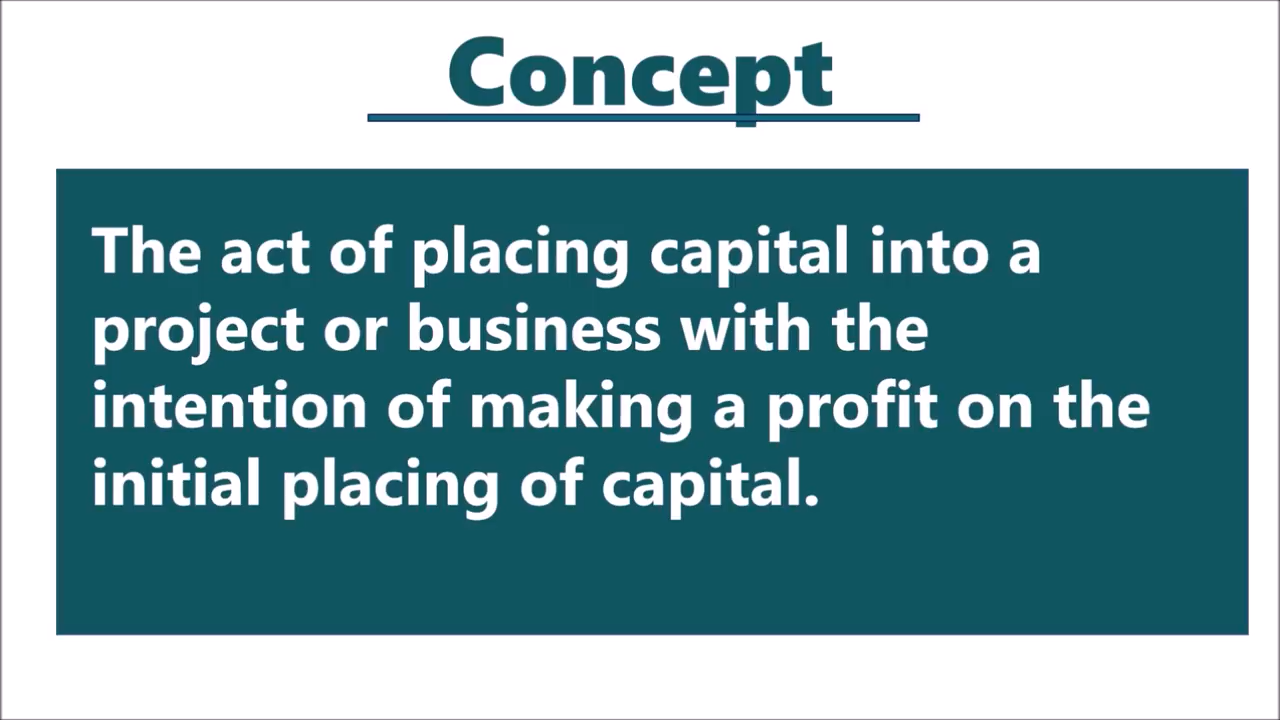 Concept
The act of placing capital into a
project or business with the
intention of making a profit on the
initial placing of capital.